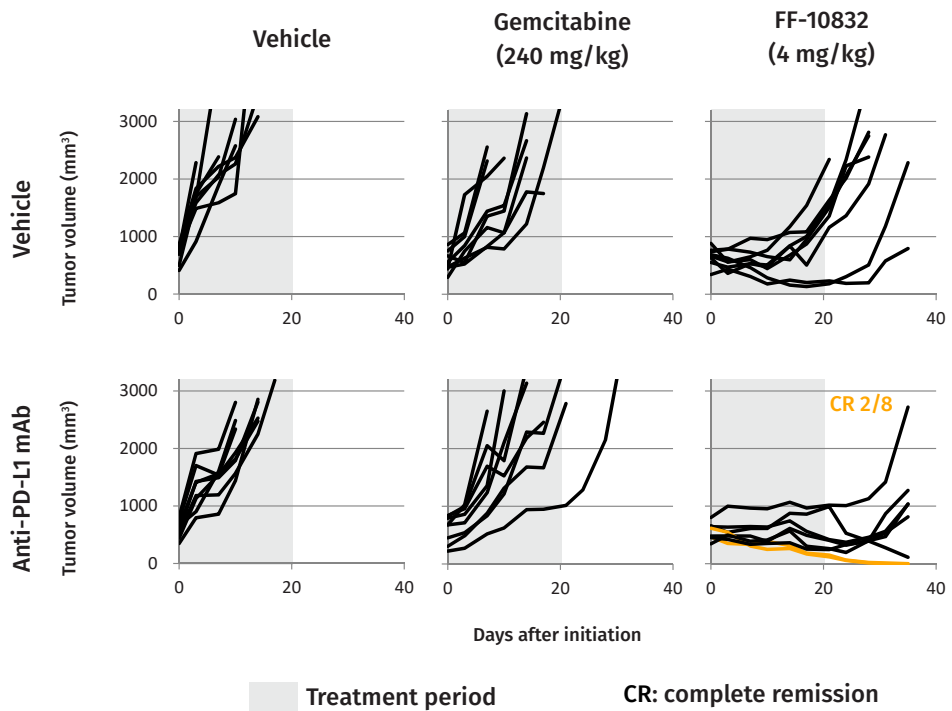 Vehicle
Gemcitabine
(240 mg/kg)
FF-10832
(4 mg/kg)
Vehicle
Tumor volume (mm³)
3000
2000
1000
0
0 20 40
0 20 40
0 20 40
Anti-PD-L1 mAb
Tumor volume (mm³)
3000
2000
1000
0
CR 2/8
0 20 40
0 20 40
0 20 40
Days after initiation
Treatment period
CR: complete remission